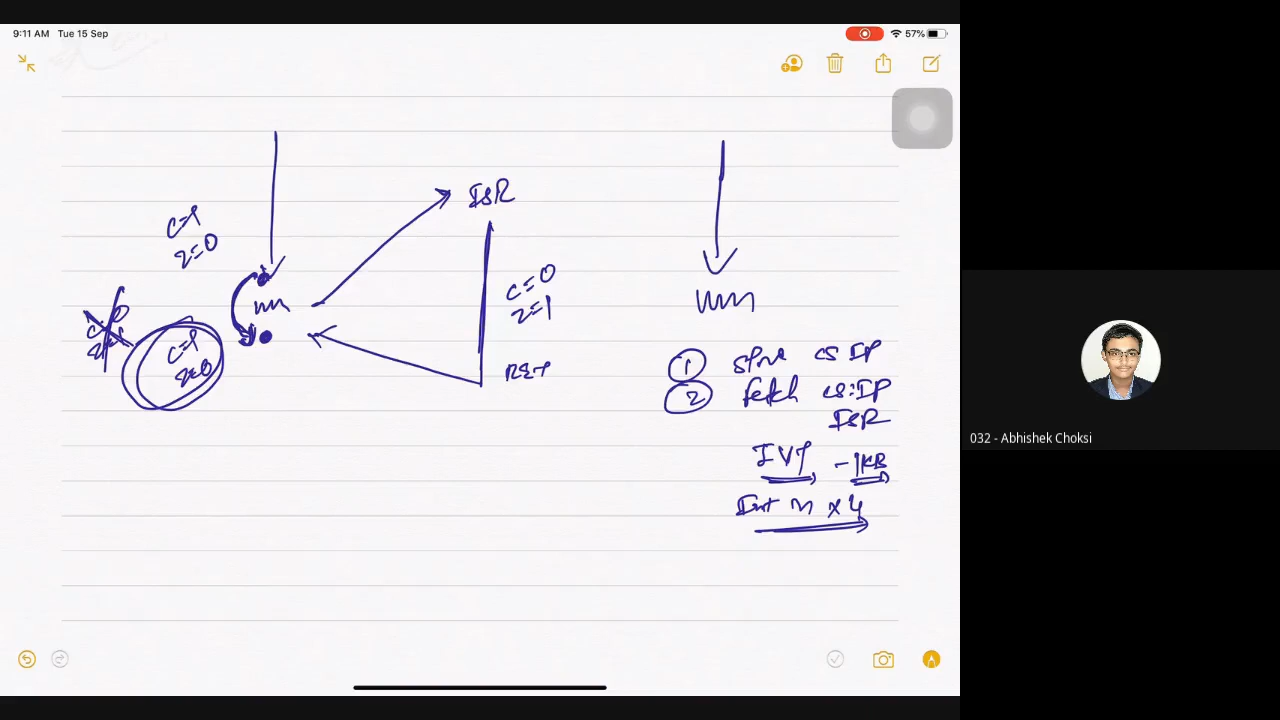 9:11 AM Tue 15 Sep
57%
ISR
C=1
z=0
C=0
z=1
C=1
z=0
RET
1 store CS IP
2 Fetch CS:IP
ISR
IVT - 1KB
Int n x 4
032 - Abhishek Choksi